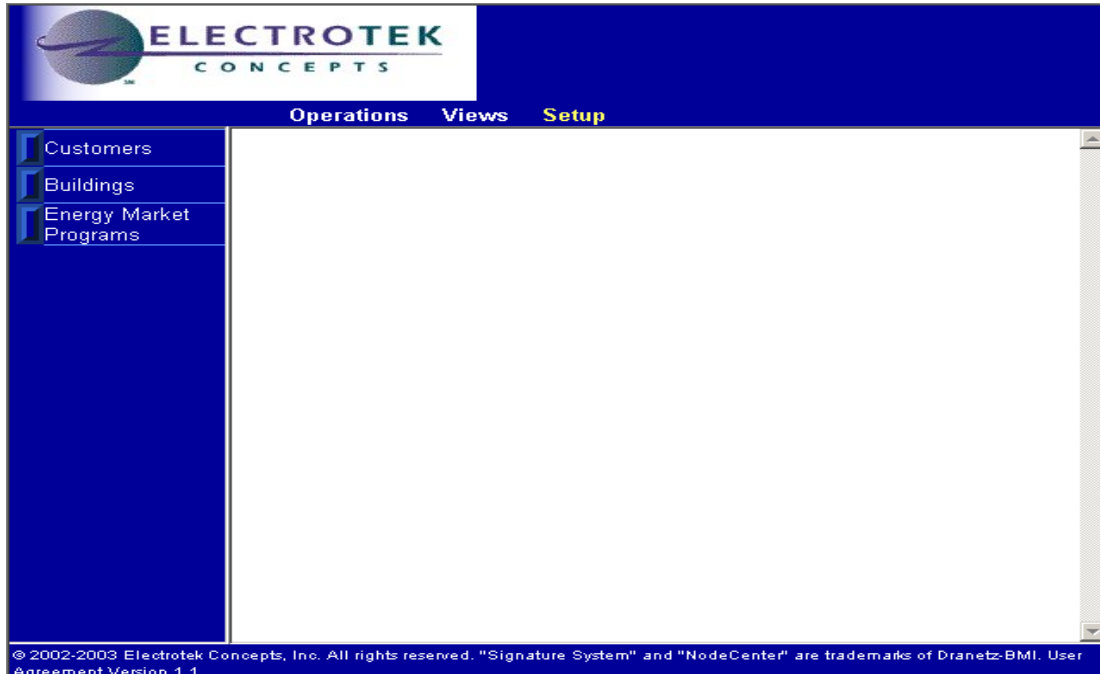 ELECTROTEK
CONCEPTS
SM
Operations Views Setup
Customers
Buildings
Energy Market
Programs
© 2002-2003 Electrotek Concepts, Inc. All rights reserved. "Signature System" and "NodeCenter" are trademarks of Dranetz-BMI. User
Agreement Version 1.1